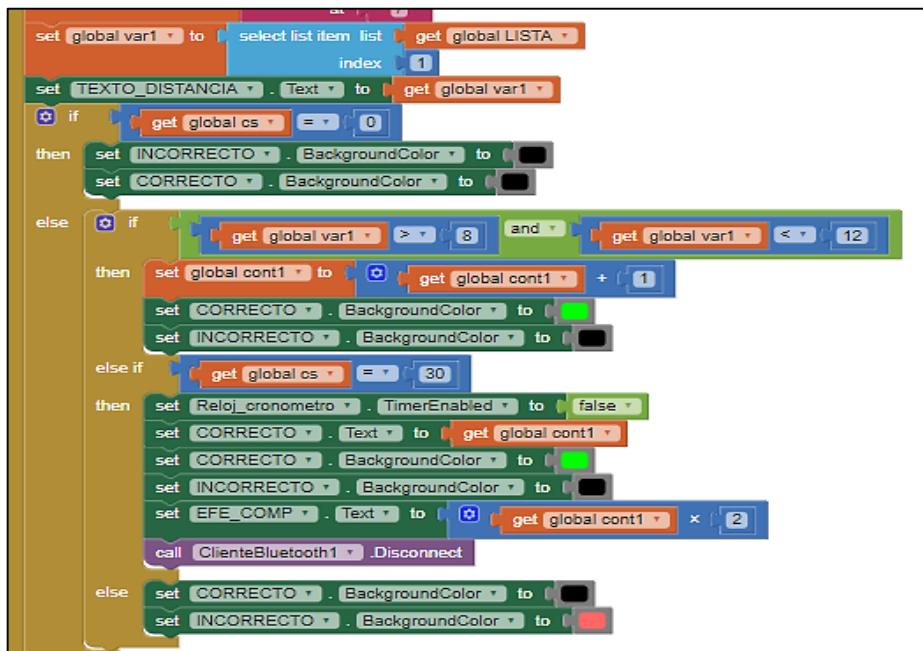 at
set global var1 to select list item list get global LISTA
index 1
set TEXTO_DISTANCIA . Text to get global var1
if get global cs = 0
then set INCORRECTO . BackgroundColor to
set CORRECTO . BackgroundColor to
else if get global var1 > 8 and get global var1 < 12
then set global cont1 to get global cont1 + 1
set CORRECTO . BackgroundColor to
set INCORRECTO . BackgroundColor to
else if get global cs = 30
then set Reloj_cronometro . TimerEnabled to false
set CORRECTO . Text to get global cont1
set CORRECTO . BackgroundColor to
set INCORRECTO . BackgroundColor to
set EFE_COMP . Text to get global cont1 × 2
call ClienteBluetooth1 .Disconnect
else set CORRECTO . BackgroundColor to
set INCORRECTO . BackgroundColor to